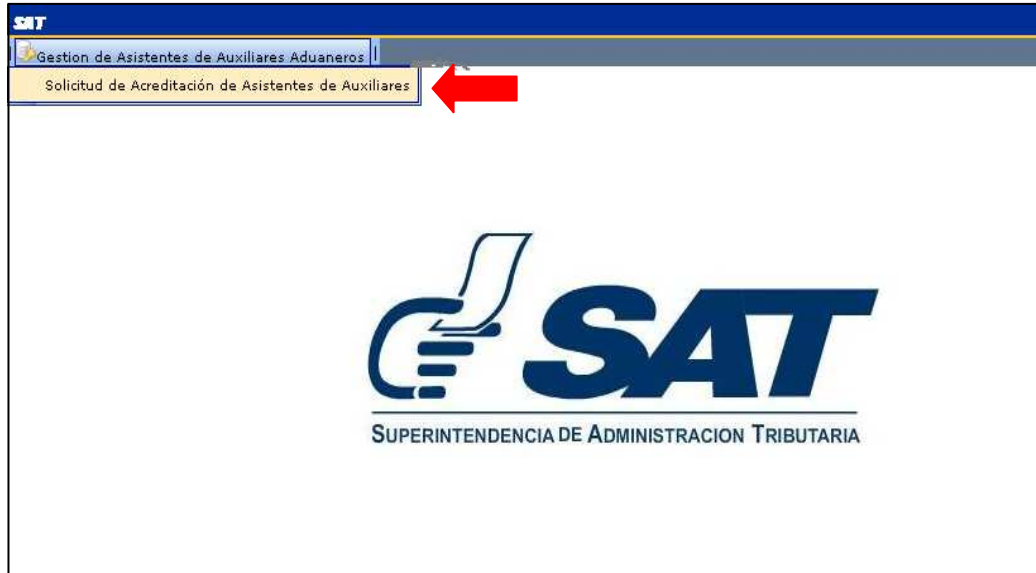 SAT
Gestion de Asistentes de Auxiliares Aduaneros
Solicitud de Acreditación de Asistentes de Auxiliares
SAT
SUPERINTENDENCIA DE ADMINISTRACION TRIBUTARIA